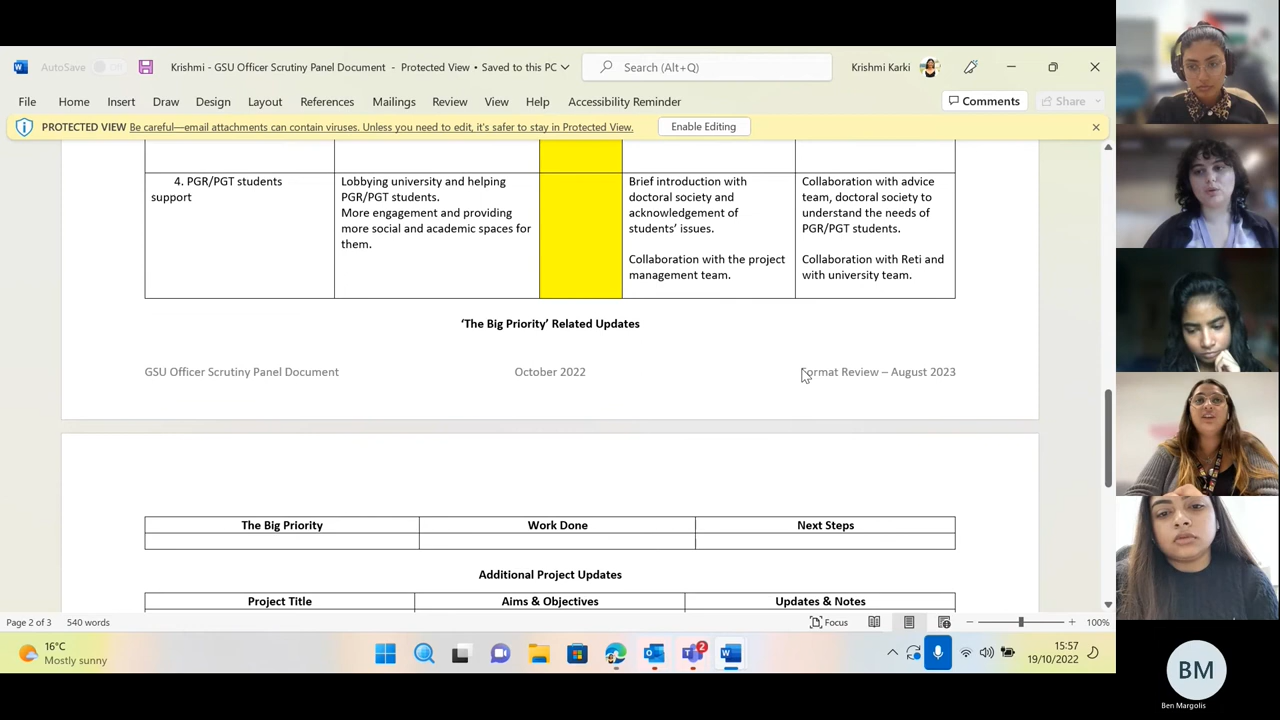 AutoSave Off Krishmi - GSU Officer Scrutiny Panel Document - Protected View • Saved to this PC Search (Alt+Q) Krishmi Karki
File Home Insert Draw Design Layout References Mailings Review View Help Accessibility Reminder Comments Share
PROTECTED VIEW Be careful—email attachments can contain viruses. Unless you need to edit, it's safer to stay in Protected View. Enable Editing
4. PGR/PGT students
support
Lobbying university and helping
PGR/PGT students.
More engagement and providing
more social and academic spaces for
them.
Brief introduction with
doctoral society and
acknowledgement of
students' issues.
Collaboration with the project
management team.
Collaboration with advice
team, doctoral society to
understand the needs of
PGR/PGT students.
Collaboration with Reti and
with university team.
‘The Big Priority’ Related Updates
GSU Officer Scrutiny Panel Document October 2022 Format Review – August 2023
The Big Priority Work Done Next Steps
Additional Project Updates
Project Title Aims & Objectives Updates & Notes
Page 2 of 3 540 words Focus 100%
16°C
Mostly sunny
2
15:57
19/10/2022
BM
Ben Margolis